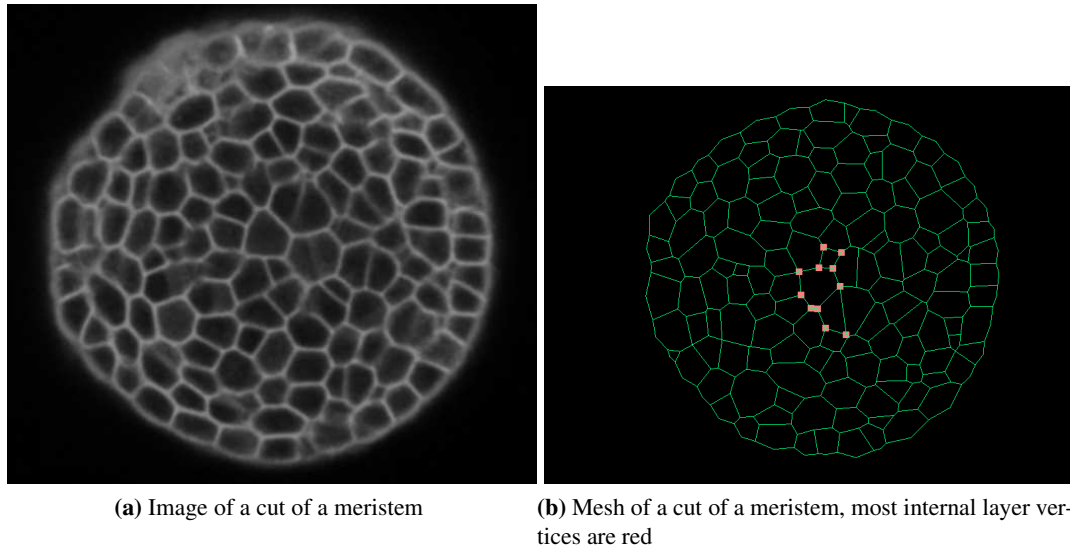 (a) Image of a cut of a meristem
(b) Mesh of a cut of a meristem, most internal layer ver-
tices are red